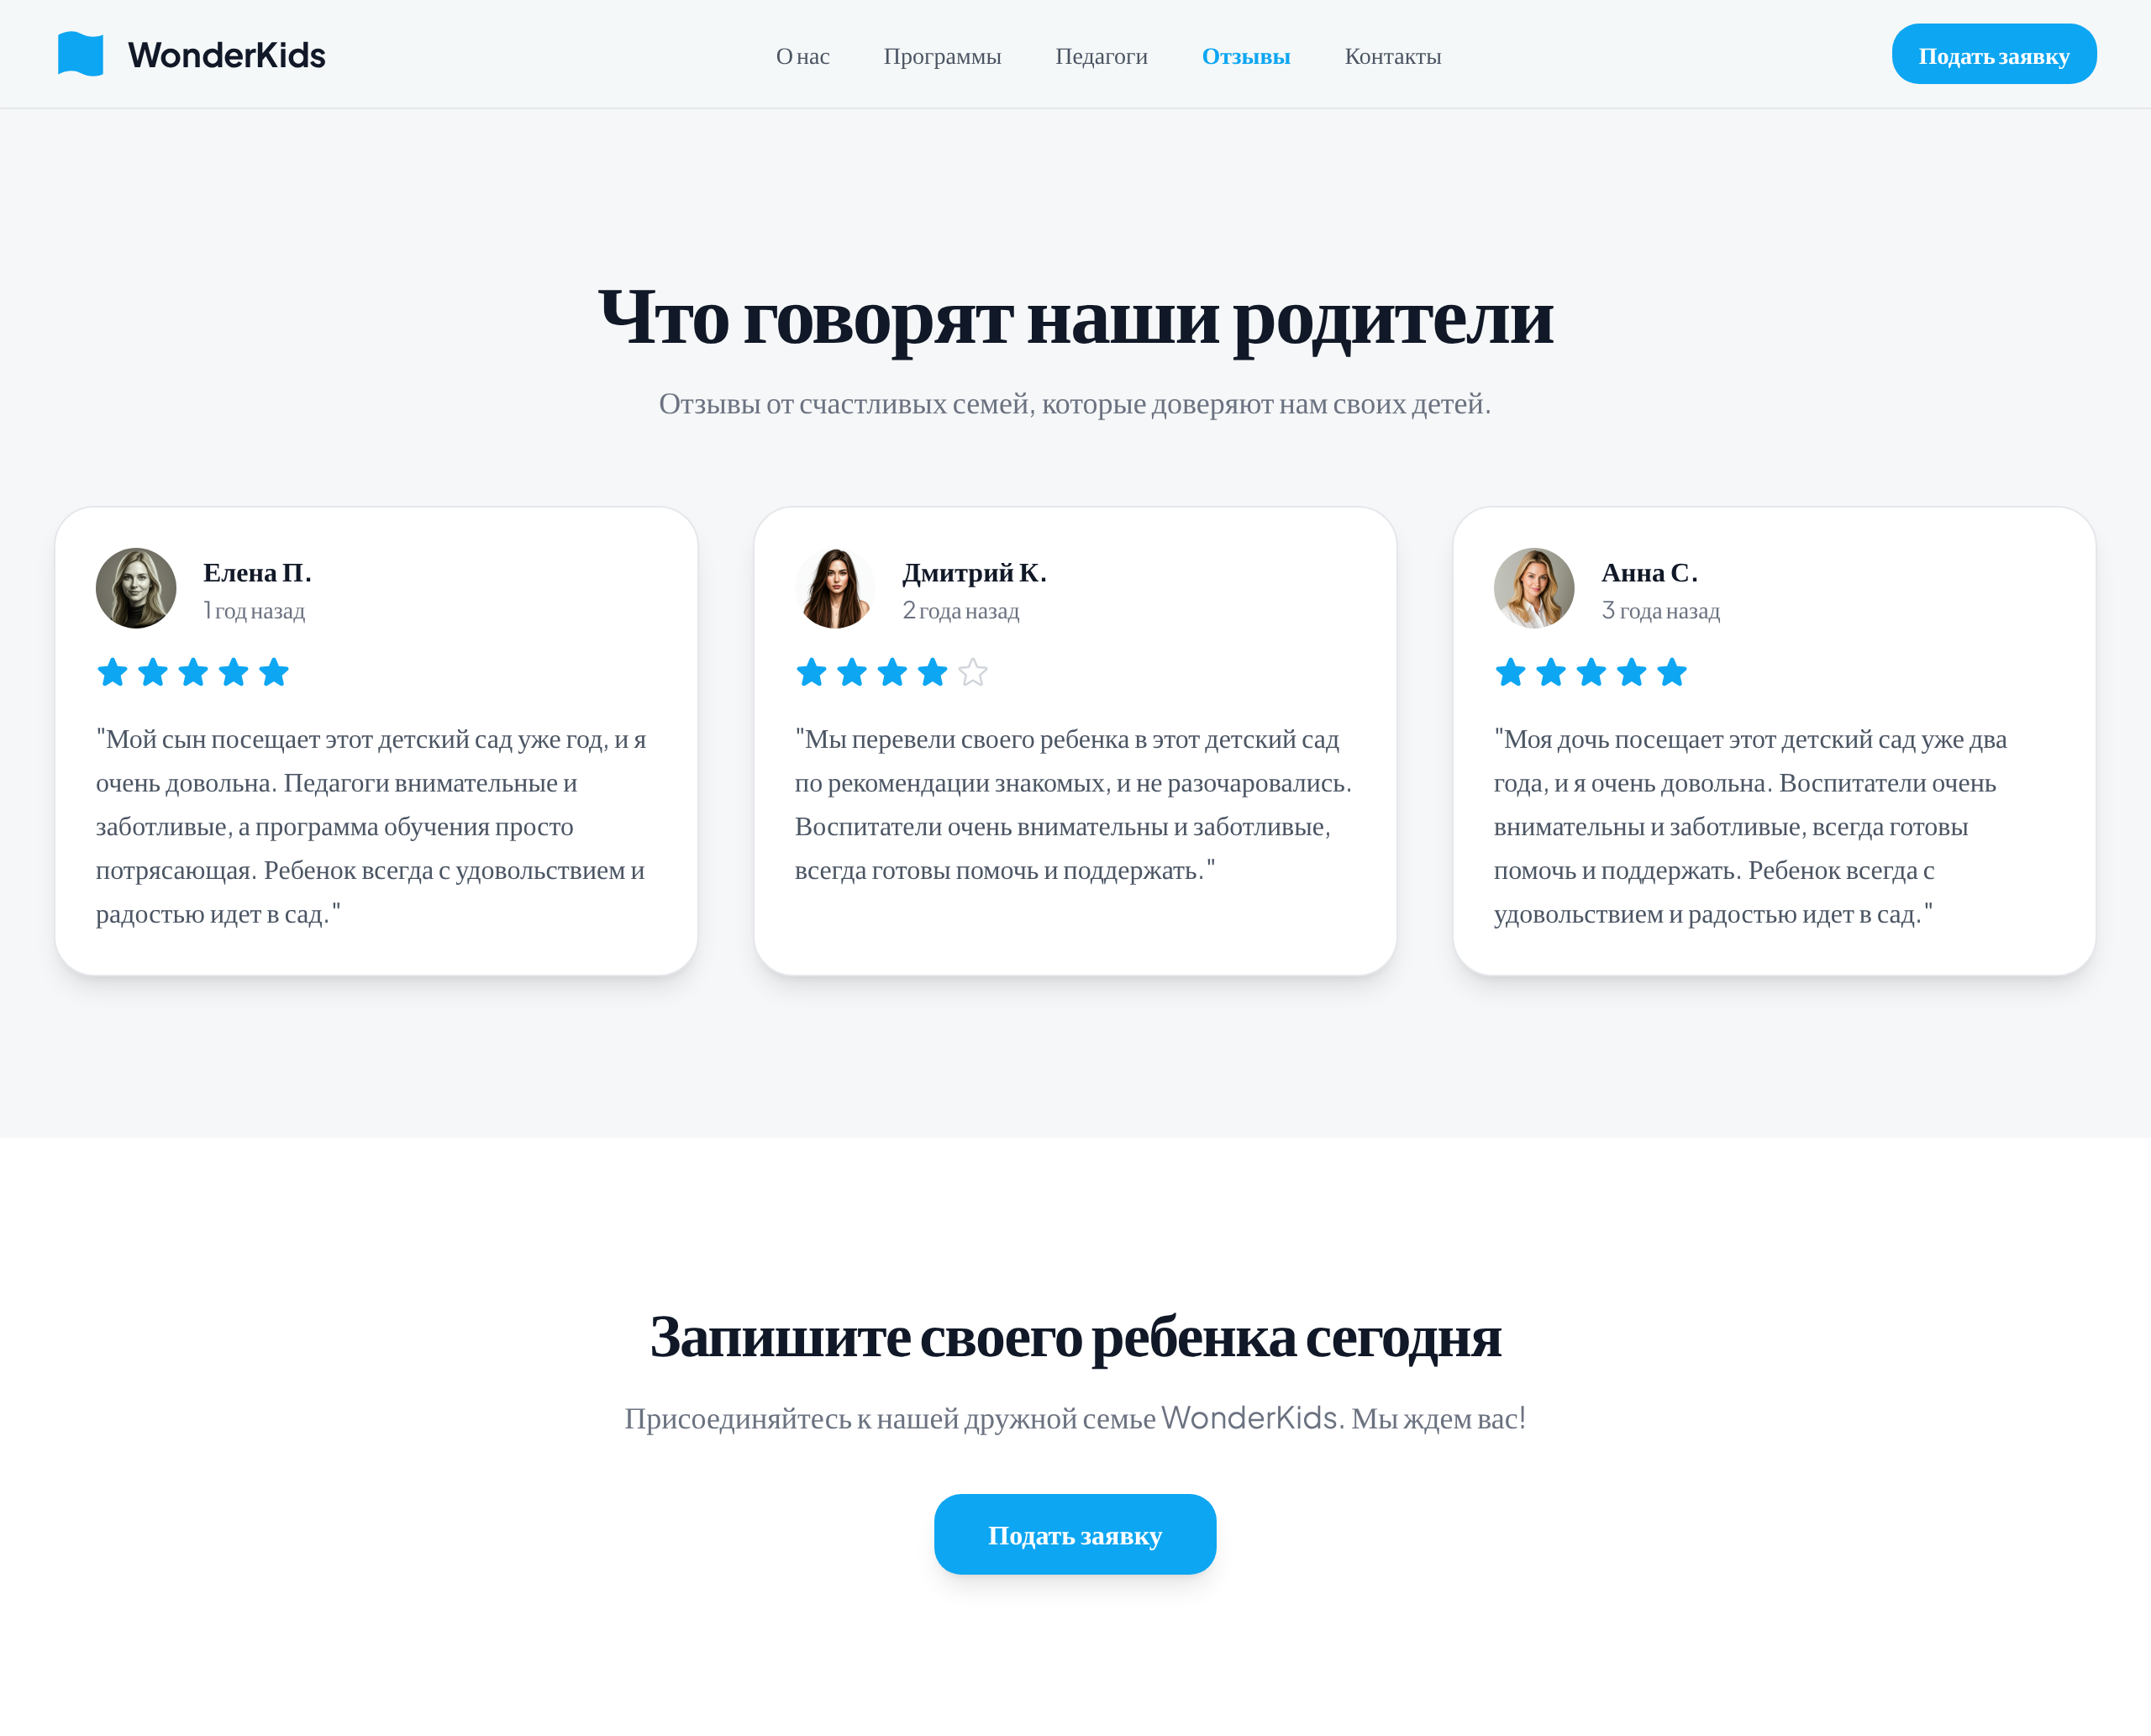 WonderKids
О нас
Программы
Педагоги
Отзывы
Контакты
Подать заявку
Что говорят наши родители
Отзывы от счастливых семей, которые доверяют нам своих детей.
Елена П.
1 год назад
"Мой сын посещает этот детский сад уже год, и я
очень довольна. Педагоги внимательные и
заботливые, а программа обучения просто
потрясающая. Ребенок всегда с удовольствием и
радостью идет в сад."
Дмитрий К.
2 года назад
"Мы перевели своего ребенка в этот детский сад
по рекомендации знакомых, и не разочаровались.
Воспитатели очень внимательны и заботливые,
всегда готовы помочь и поддержать."
Анна С.
3 года назад
"Моя дочь посещает этот детский сад уже два
года, и я очень довольна. Воспитатели очень
внимательны и заботливые, всегда готовы
помочь и поддержать. Ребенок всегда с
удовольствием и радостью идет в сад."
Запишите своего ребенка сегодня
Присоединяйтесь к нашей дружной семье WonderKids. Мы ждем вас!
Подать заявку